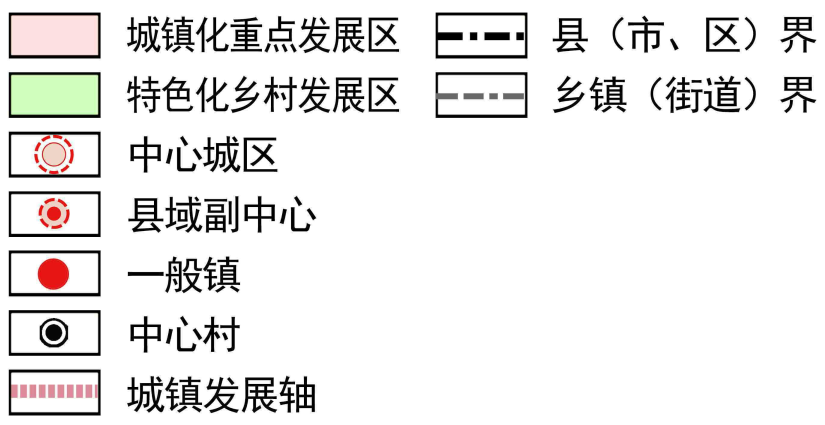 城镇化重点发展区
县（市、区）界
特色化乡村发展区
乡镇（街道）界
中心城区
县域副中心
一般镇
中心村
城镇发展轴